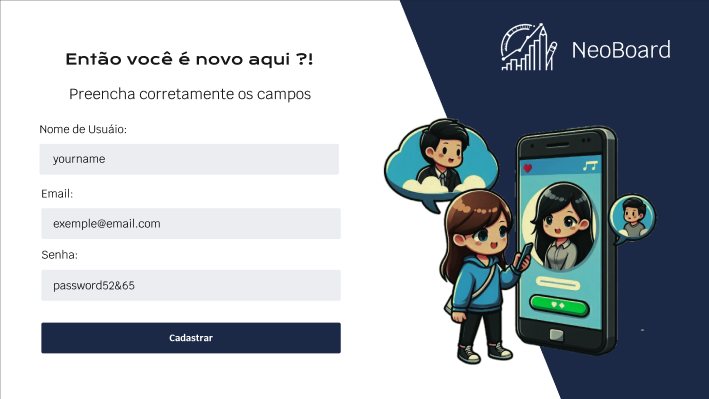 Então você é novo aqui ?!
Preencha corretamente os campos
Nome de Usuáio:
yourname
Email:
exemple@email.com
Senha:
password52&65
Cadastrar
NeoBoard